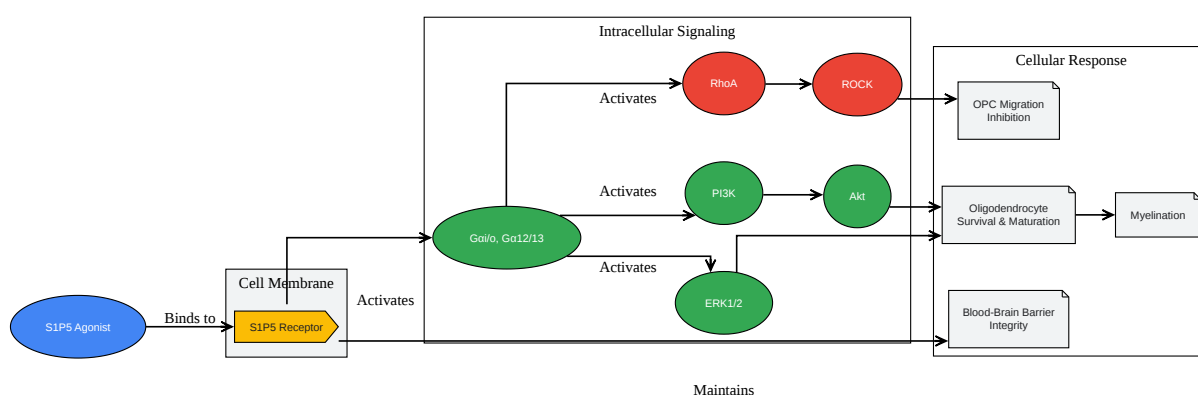 Intracellular Signaling
Cellular Response
RhoA
ROCK
Activates
OPC Migration
Inhibition
Activates
PI3K
Akt
Oligodendrocyte
Survival & Maturation
Myelination
Gαi/o, Gα12/13
Activates
Cell Membrane
Activates
ERK1/2
S1P5 Agonist
Binds to
S1P5 Receptor
Blood-Brain Barrier
Integrity
Maintains